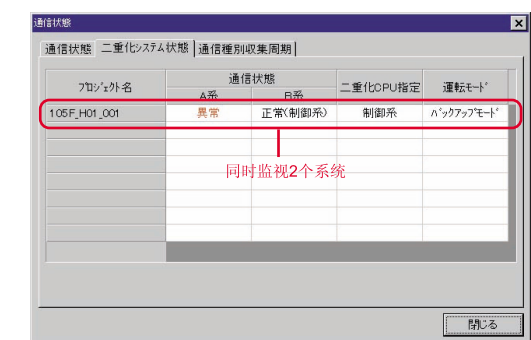 通信状態
通信状態 二重化システム状態 通信種別収集周期
プロジェクト名 通信状態 二重化CPU指定 運転モード
A系 B系
105F_H01_001 異常 正常(制御系) 制御系 バックアップモード
同时监视2个系统
閉じる